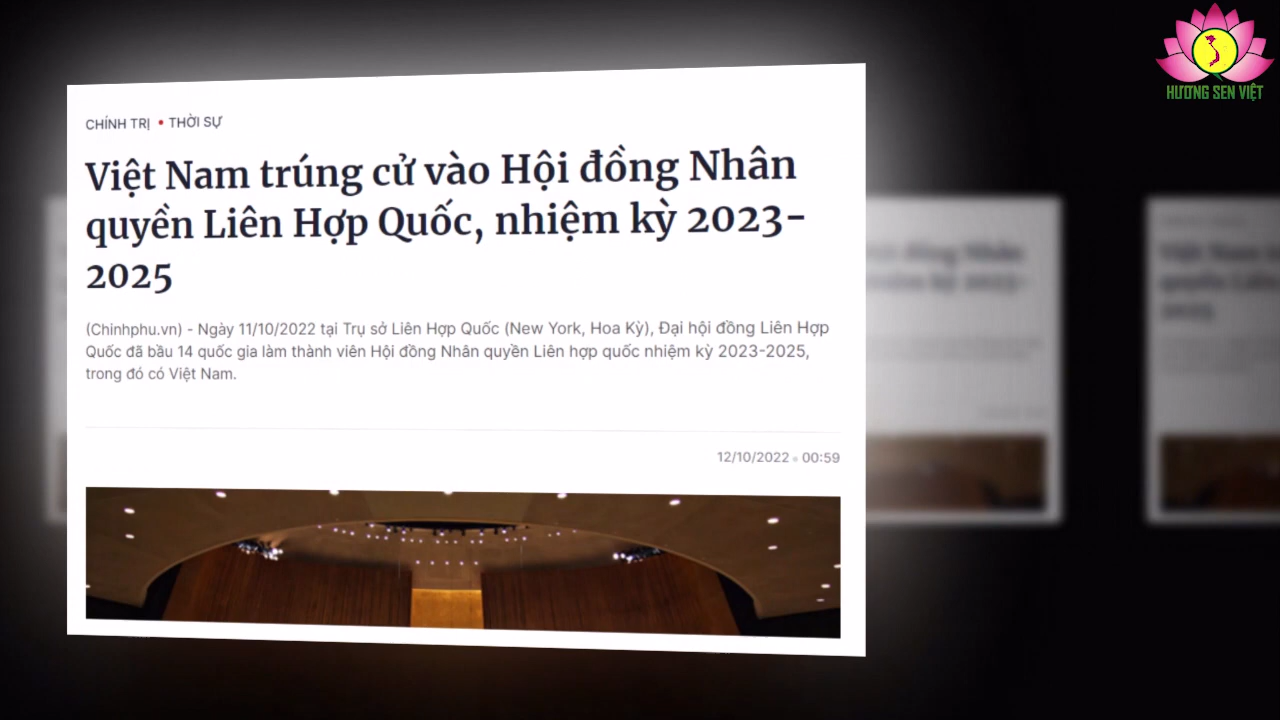 HƯƠNG SEN VIỆT
CHÍNH TRỊ • THỜI SỰ
Việt Nam trúng cử vào Hội đồng Nhân
quyền Liên Hợp Quốc, nhiệm kỳ 2023-
2025
(Chinhphu.vn) - Ngày 11/10/2022 tại Trụ sở Liên Hợp Quốc (New York, Hoa Kỳ), Đại hội đồng Liên Hợp
Quốc đã bầu 14 quốc gia làm thành viên Hội đồng Nhân quyền Liên hợp quốc nhiệm kỳ 2023-2025,
trong đó có Việt Nam.
12/10/2022 00:59